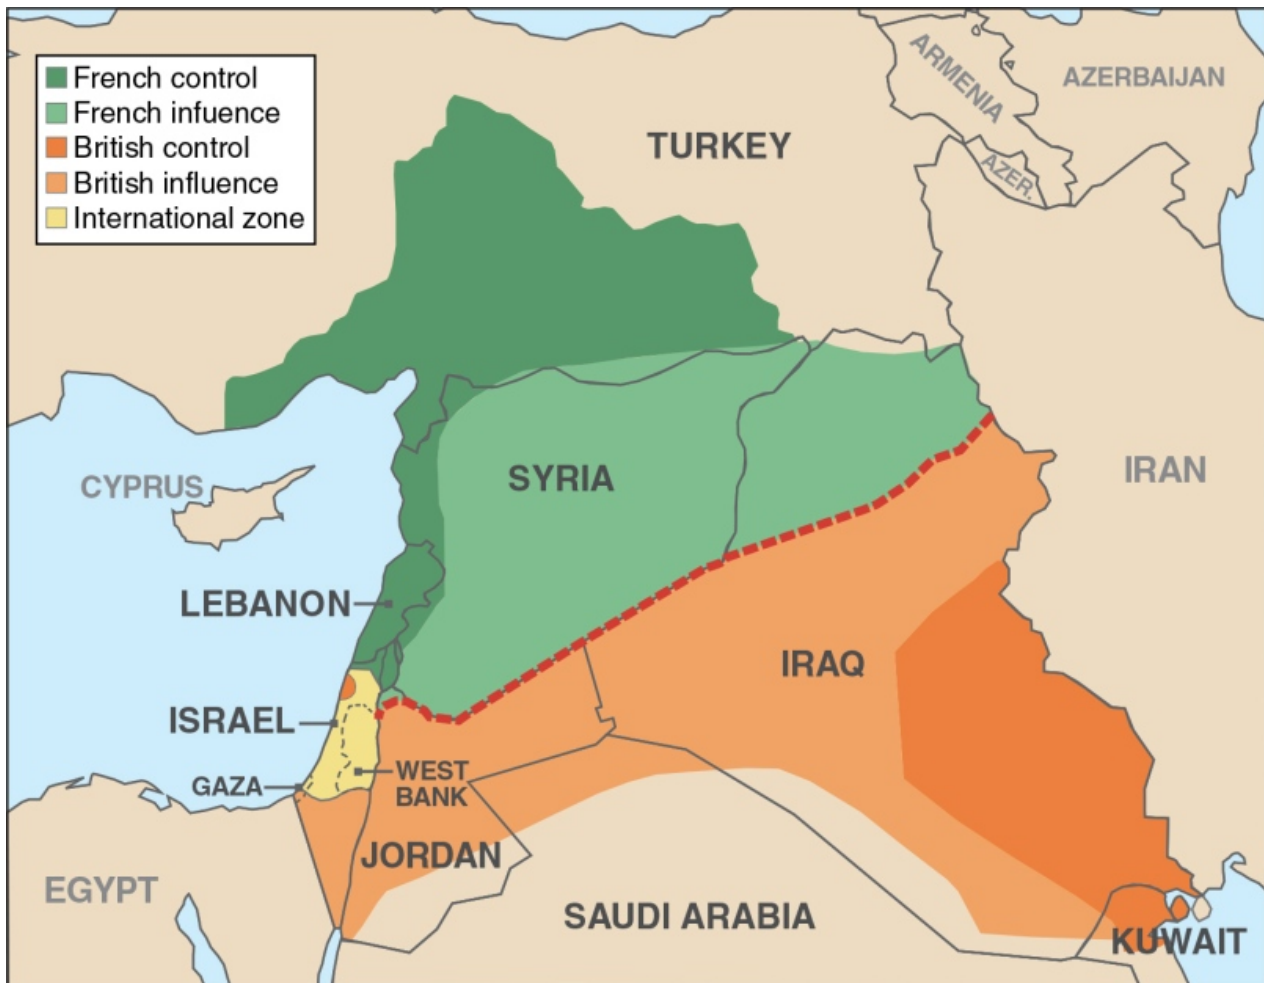 French control
French infuence
British control
British influence
International zone
ARMENIA
AZERBAIJAN
TURKEY
AZER.
CYPRUS
SYRIA
IRAN
LEBANON
IRAQ
ISRAEL
GAZA
WEST
BANK
JORDAN
EGYPT
SAUDI ARABIA
KUWAIT